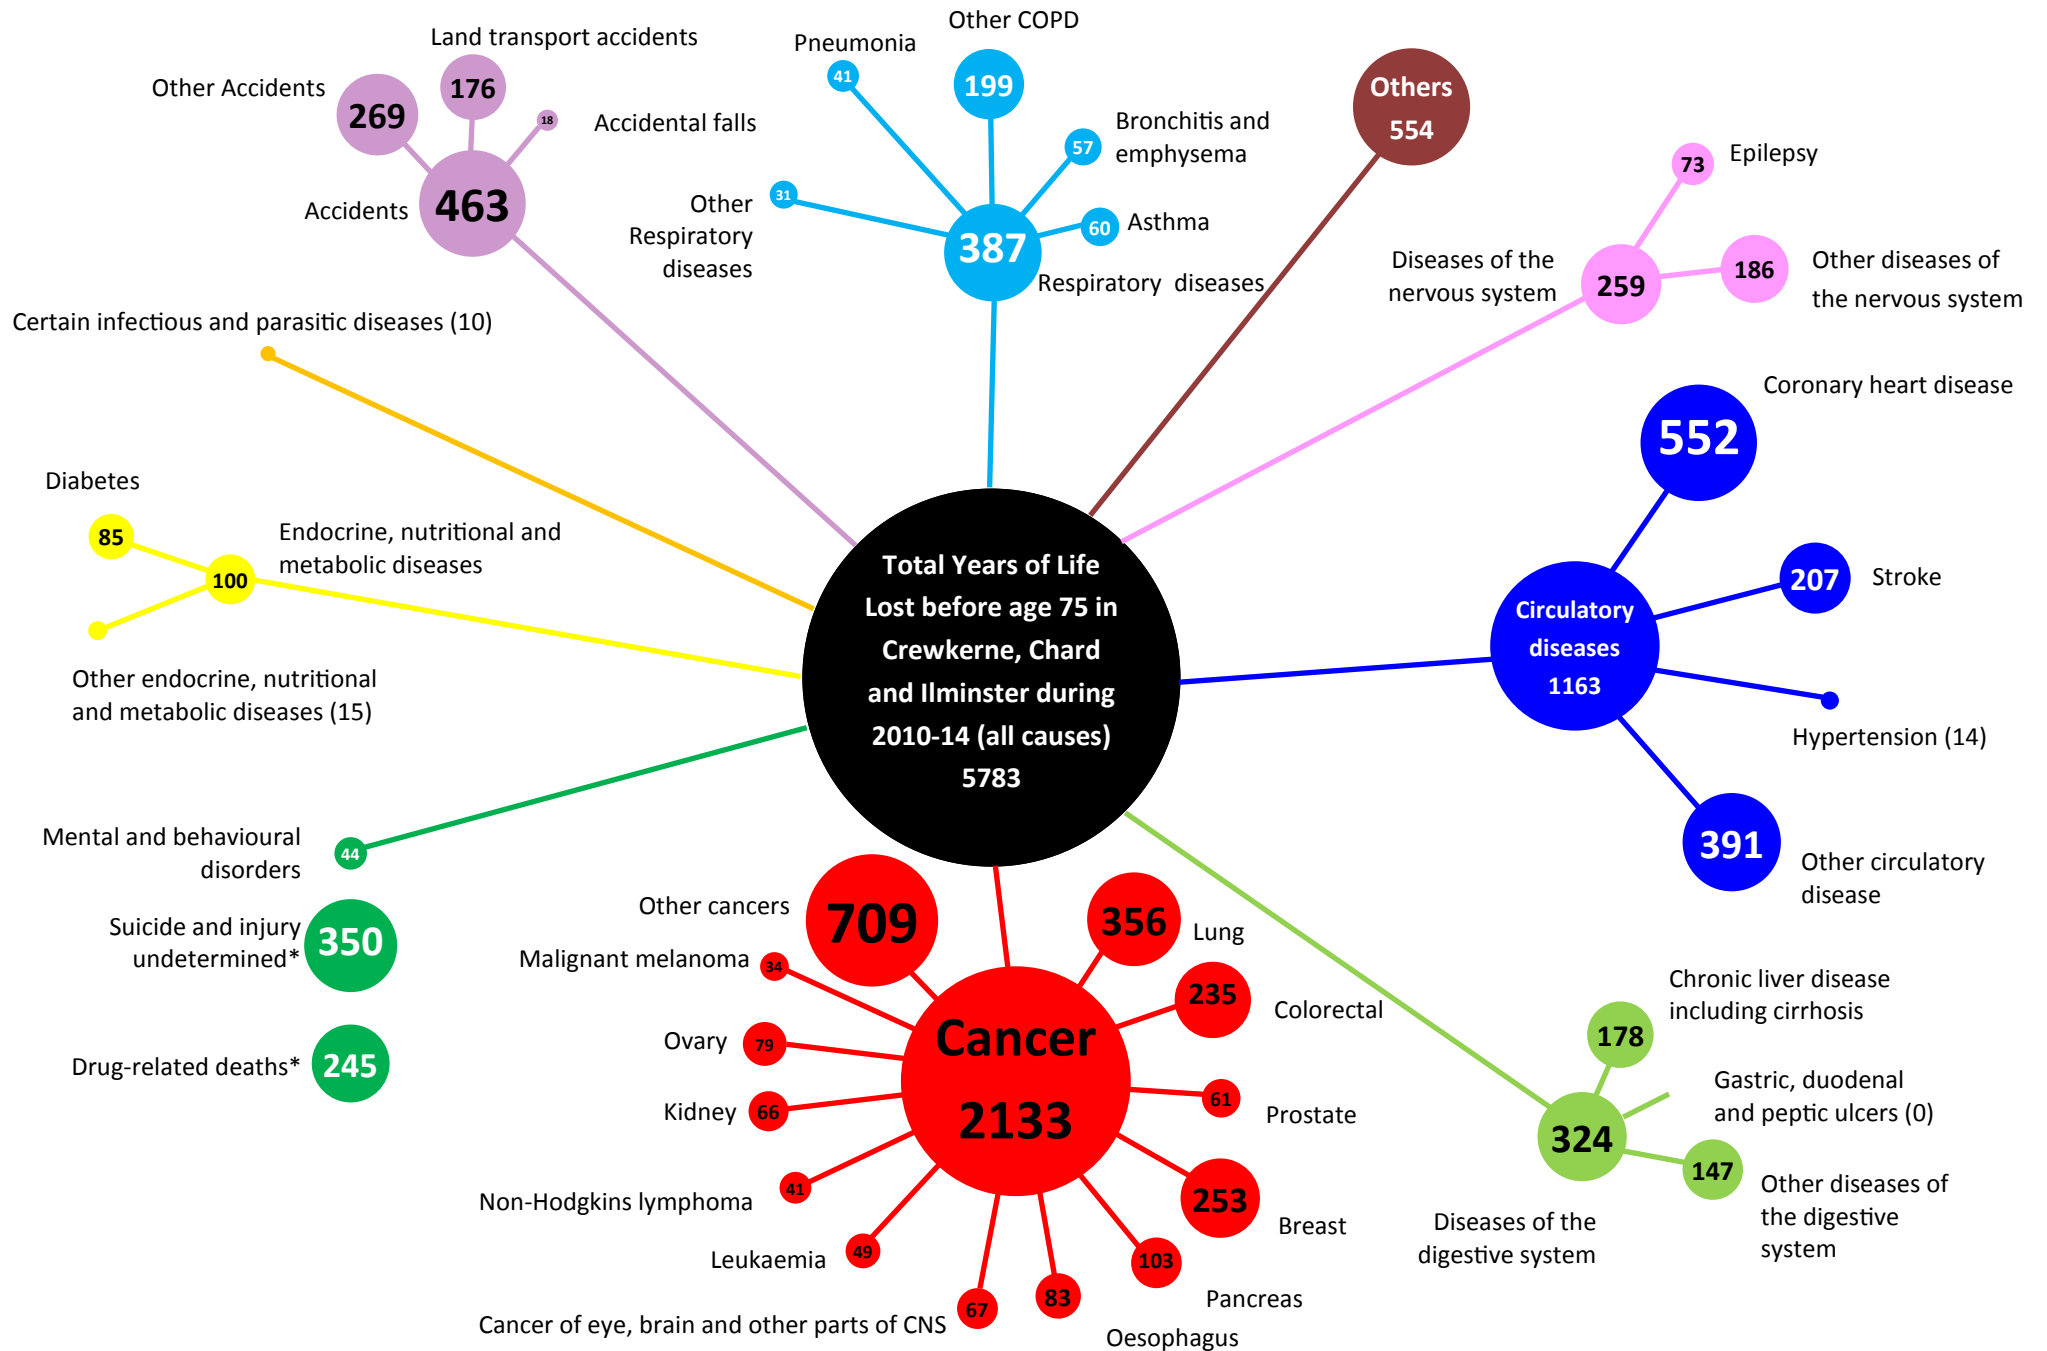 Other COPD
Land transport accidents
Pneumonia
Other Accidents
176
41
199
Others
554
269
18
Accidental falls
Bronchitis and
emphysema
57
73
Epilepsy
Accidents
463
31
Other
Respiratory
diseases
387
60
Asthma
Respiratory diseases
Diseases of the
nervous system
259
186
Other diseases of
the nervous system
Certain infectious and parasitic diseases (10)
Coronary heart disease
552
Diabetes
85
100
Endocrine, nutritional and
metabolic diseases
Other endocrine, nutritional
and metabolic diseases (15)
Total Years of Life
Lost before age 75 in
Crewkerne, Chard
and Ilminster during
2010-14 (all causes)
5783
Circulatory
diseases
1163
207
Stroke
Hypertension (14)
391
Other circulatory
disease
Mental and behavioural
disorders
44
Suicide and injury
undetermined*
350
Drug-related deaths*
245
Other cancers
709
356
Lung
Malignant melanoma
34
235
Colorectal
Ovary
79
Cancer
2133
Kidney
66
61
Prostate
Non-Hodgkins lymphoma
41
253
Breast
Leukaemia
49
103
Pancreas
Cancer of eye, brain and other parts of CNS
67
83
Oesophagus
Chronic liver disease
including cirrhosis
178
Gastric, duodenal
and peptic ulcers (0)
324
147
Other diseases of
the digestive
system
Diseases of the
digestive system